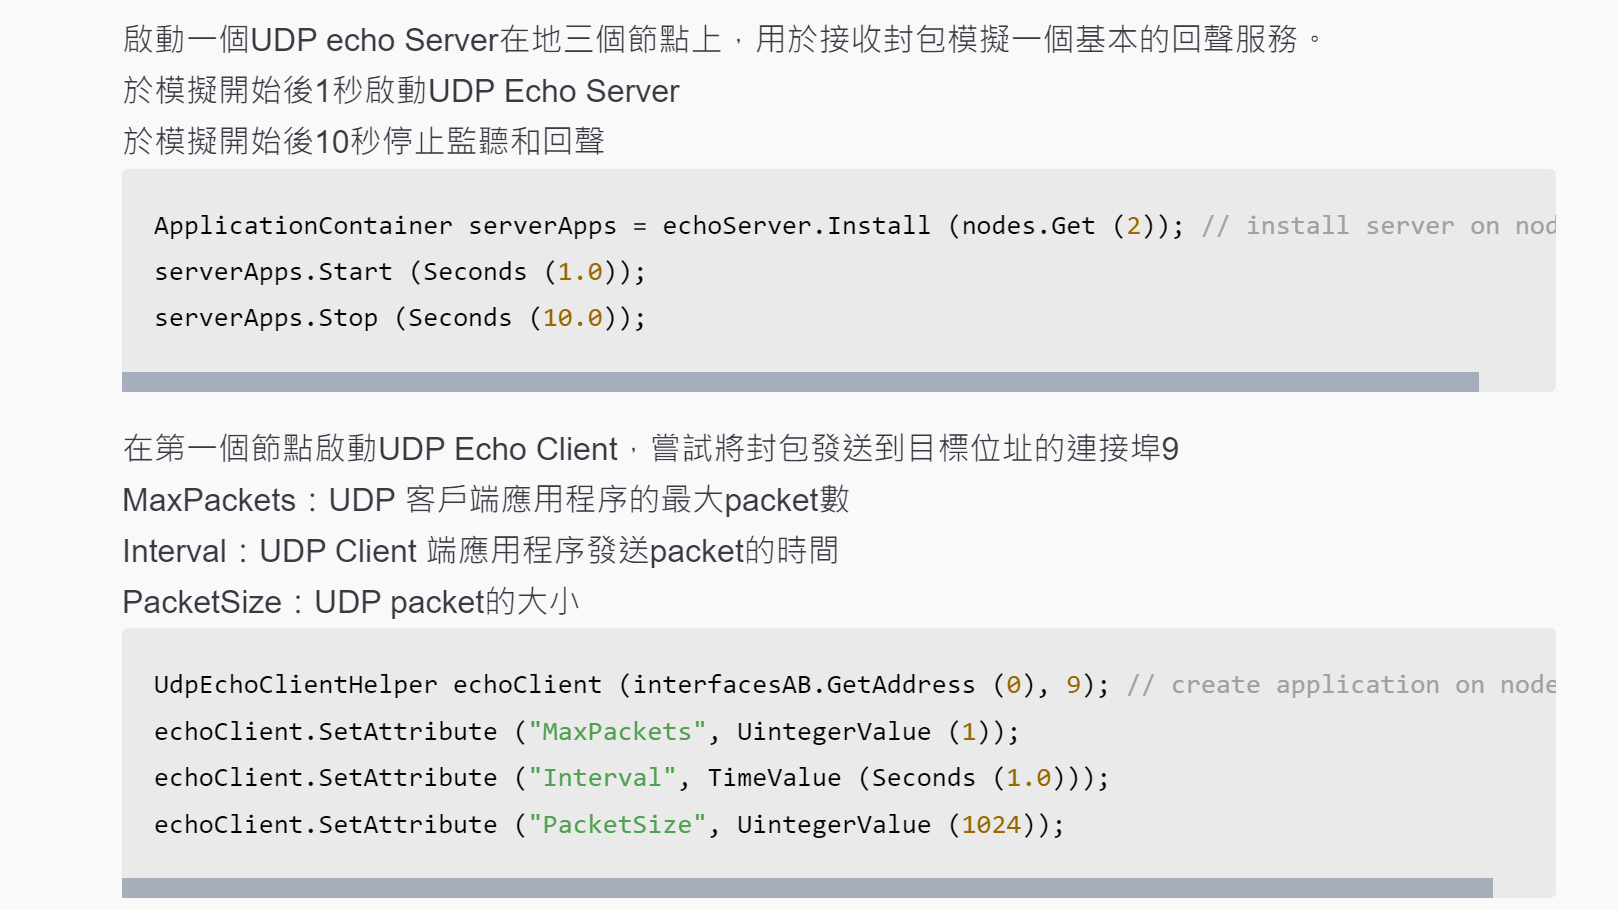 啟動一個UDP echo Server在地三個節點上，用於接收封包模擬一個基本的回聲服務。
於模擬開始後1秒啟動UDP Echo Server
於模擬開始後10秒停止監聽和回聲
ApplicationContainer serverApps = echoServer.Install (nodes.Get (2)); // install server on
serverApps.Start (Seconds (1.0));
serverApps.Stop (Seconds (10.0));
在第一個節點啟動UDP Echo Client，嘗試將封包發送到目標位址的連接埠9
MaxPackets：UDP 客戶端應用程序的最大packet數
Interval：UDP Client 端應用程序發送packet的時間
PacketSize：UDP packet的大小
UdpEchoClientHelper echoClient (interfacesAB.GetAddress (0), 9); // create application on node
echoClient.SetAttribute ("MaxPackets", UintegerValue (1));
echoClient.SetAttribute ("Interval", TimeValue (Seconds (1.0)));
echoClient.SetAttribute ("PacketSize", UintegerValue (1024));